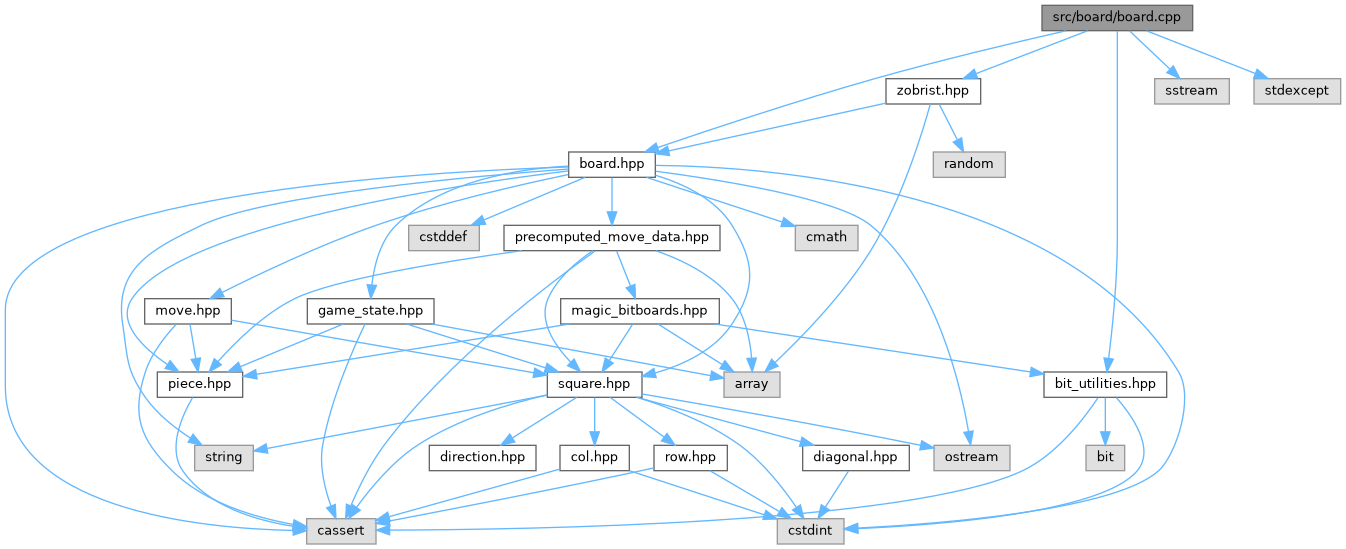 src/board/board.cpp
zobrist.hpp
sstream
stdexcept
board.hpp
random
cstddef
precomputed_move_data.hpp
cmath
move.hpp
game_state.hpp
magic_bitboards.hpp
piece.hpp
square.hpp
array
bit_utilities.hpp
string
direction.hpp
col.hpp
row.hpp
diagonal.hpp
ostream
bit
cassert
cstdint